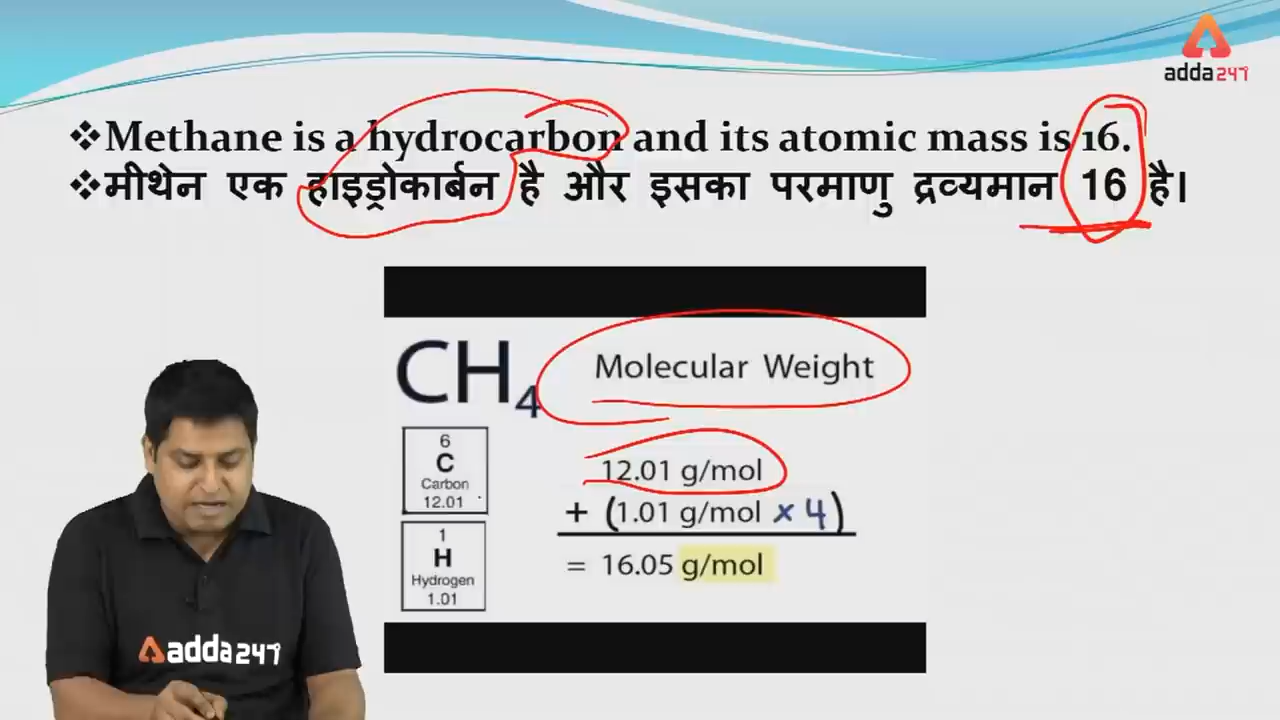 adda247
❖Methane is a hydrocarbon and its atomic mass is 16.
❖मीथेन एक हाइड्रोकार्बन है और इसका परमाणु द्रव्यमान 16 है।
CH4 Molecular Weight
6
C
Carbon
12.01
12.01 g/mol
+ (1.01 g/mol × 4)
1
H
Hydrogen
1.01
= 16.05 g/mol
adda247